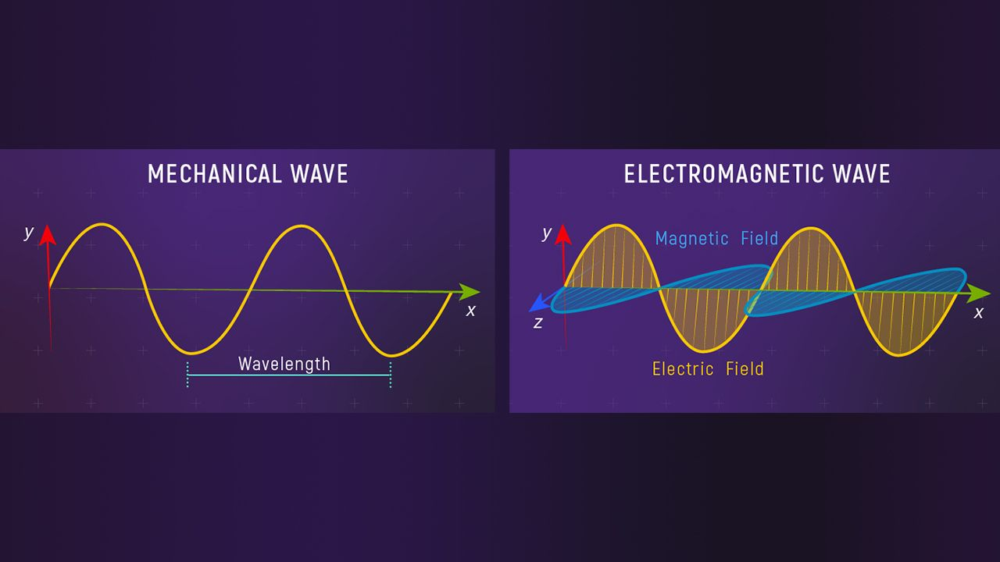 MECHANICAL WAVE
y
x
Wavelength
ELECTROMAGNETIC WAVE
y
Magnetic Field
z
x
Electric Field